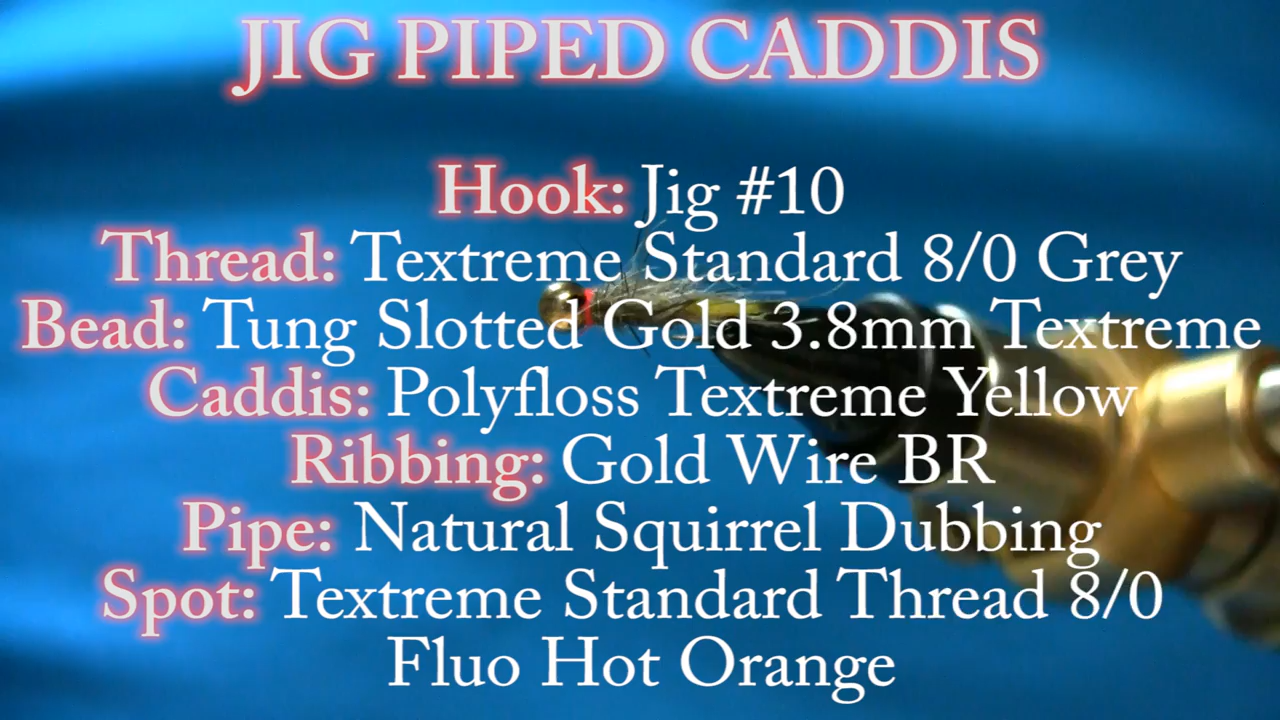 JIG PIPED CADDIS
Hook: Jig #10
Thread: Textreme Standard 8/0 Grey
Bead: Tung Slotted Gold 3.8mm Textreme
Caddis: Polyfloss Textreme Yellow
Ribbing: Gold Wire BR
Pipe: Natural Squirrel Dubbing
Spot: Textreme Standard Thread 8/0
Fluo Hot Orange